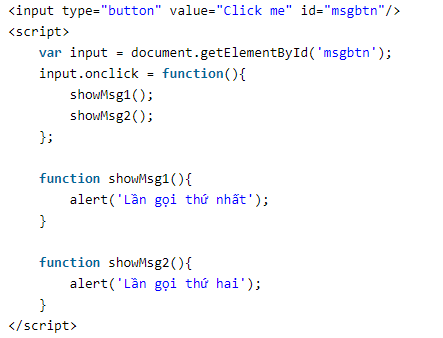 <input type="button" value="Click me" id="msgbtn"/>
<script>
    var input = document.getElementById('msgbtn');
    input.onclick = function(){
        showMsg1();
        showMsg2();
    };

    function showMsg1(){
        alert('Lần gọi thứ nhất');
    }

    function showMsg2(){
        alert('Lần gọi thứ hai');
    }
</script>